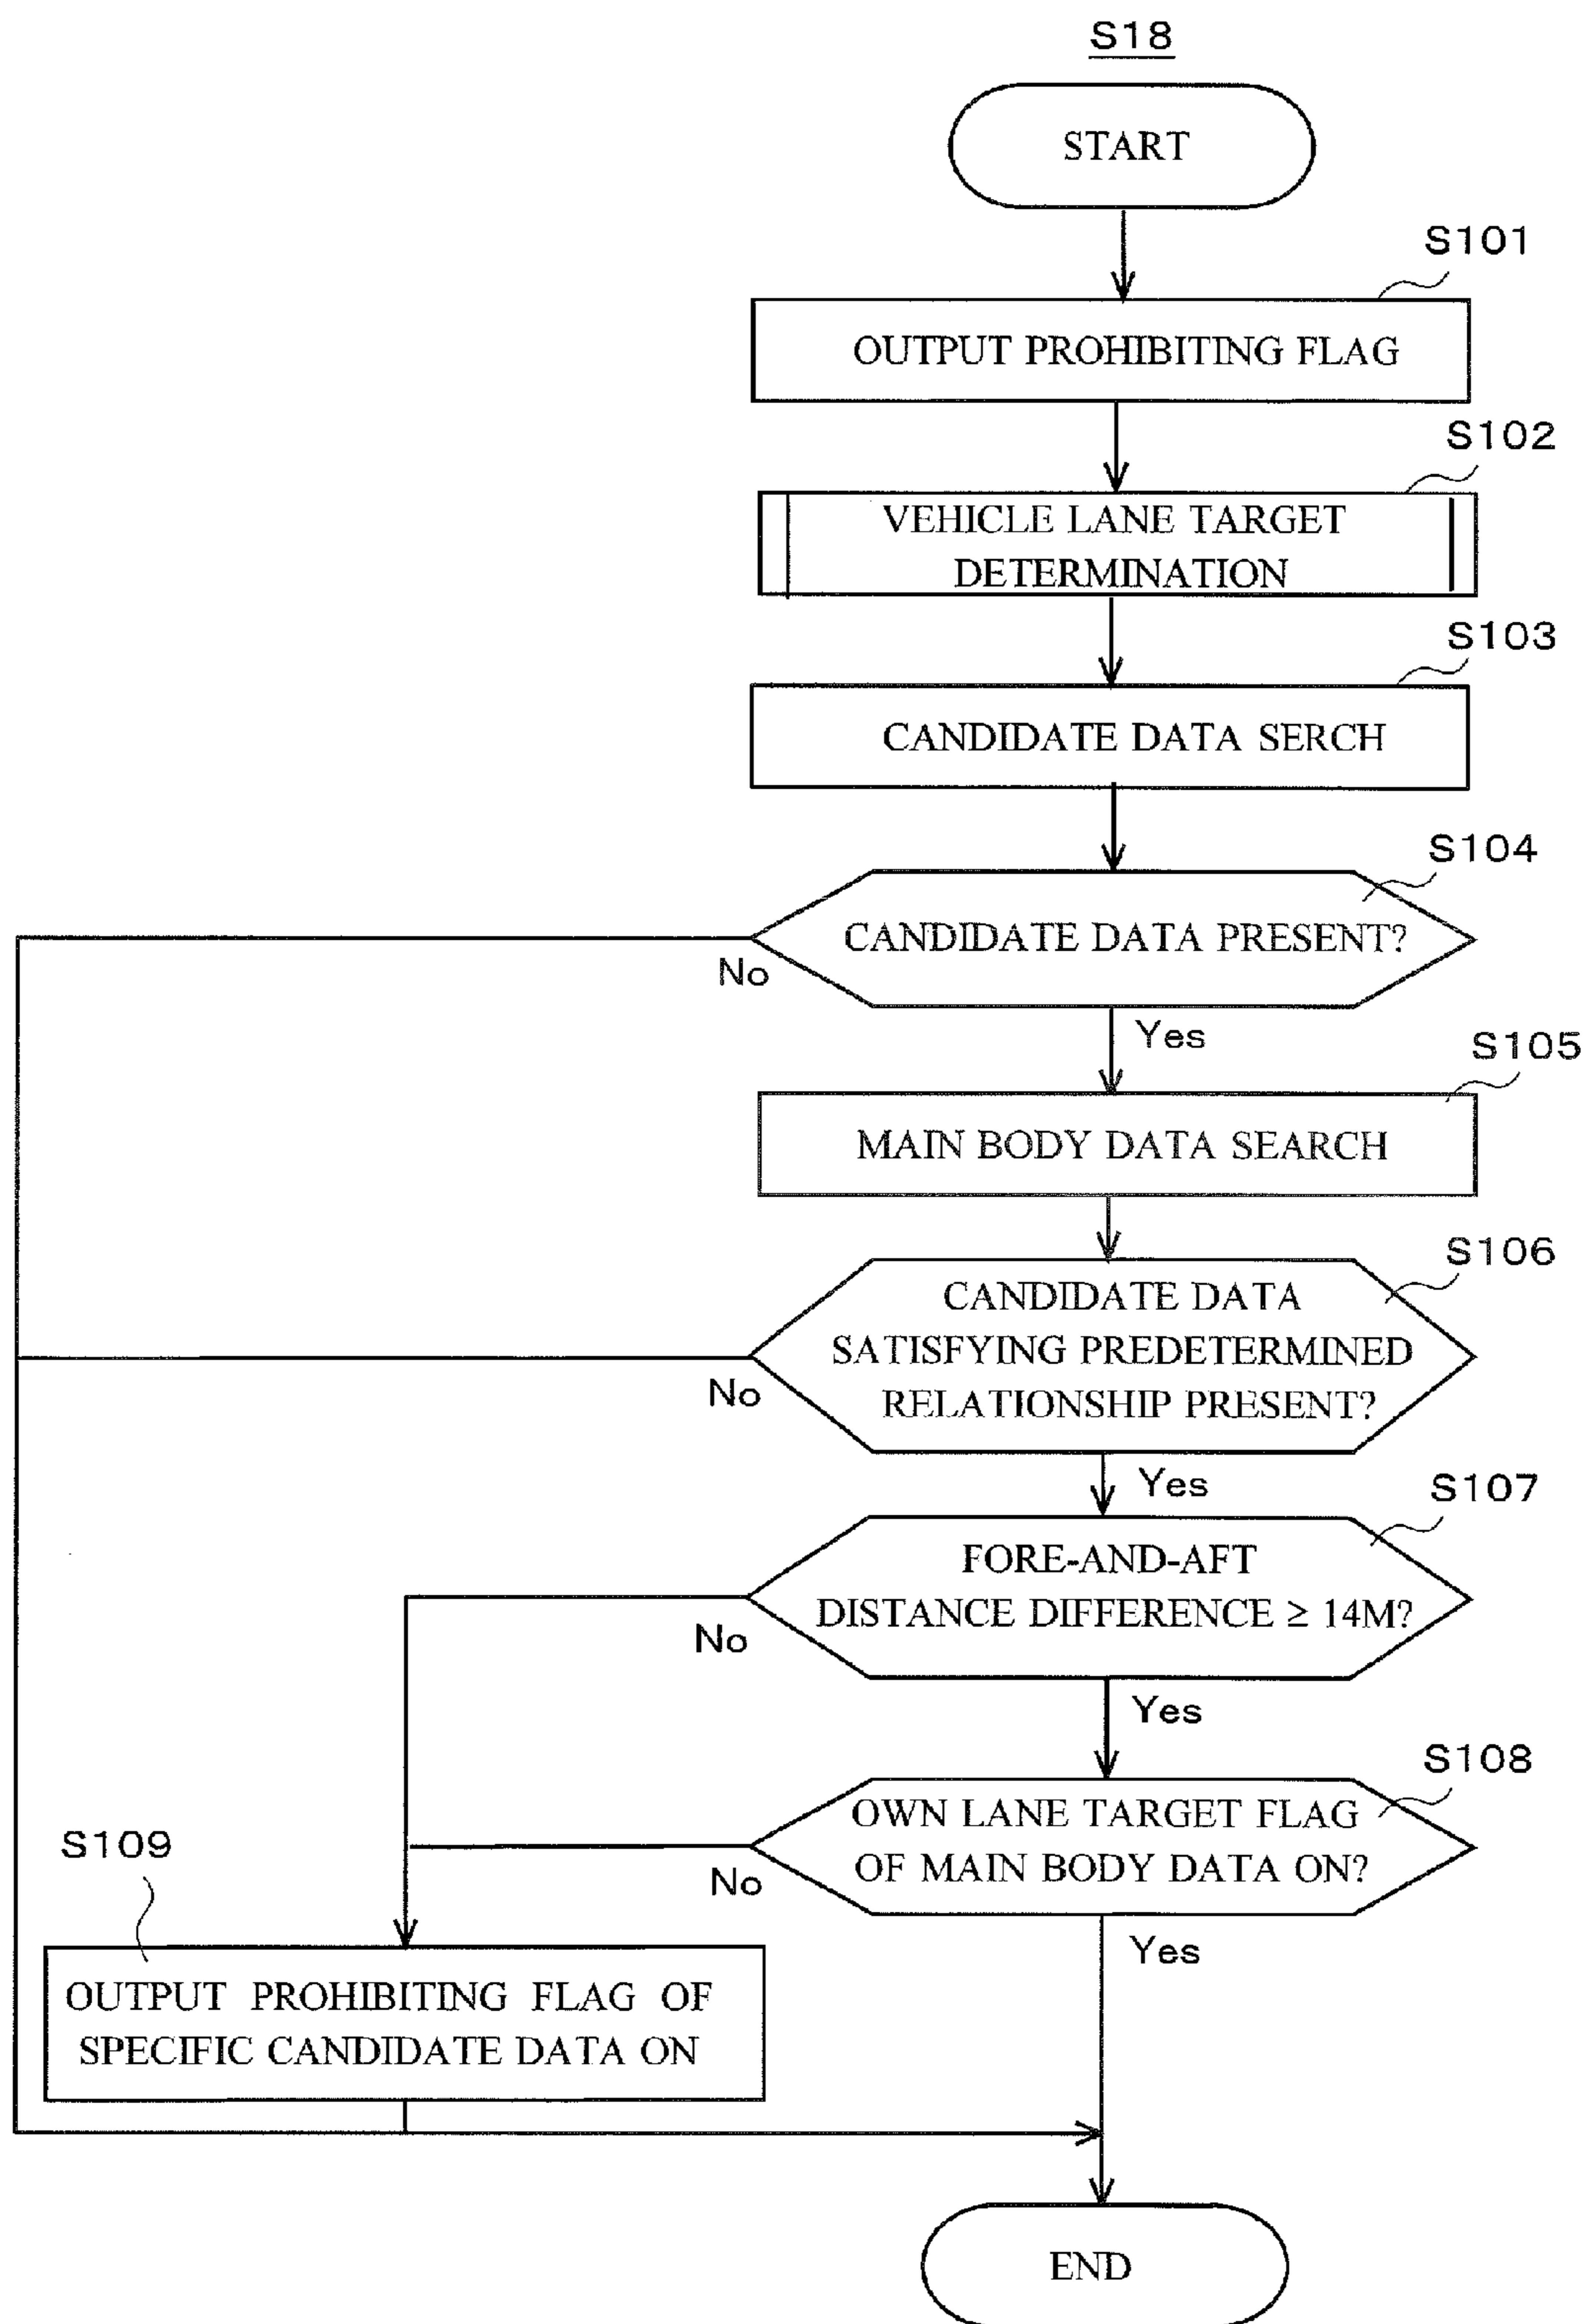 S18
START
S101
OUTPUT PROHIBITING FLAG
S102
VEHICLE LANE TARGET
DETERMINATION
S103
CANDIDATE DATA SERCH
S104
CANDIDATE DATA PRESENT?
No
Yes
S105
MAIN BODY DATA SEARCH
S106
CANDIDATE DATA
SATISFYING PREDETERMINED
RELATIONSHIP PRESENT?
No
Yes
S107
FORE-AND-AFT
DISTANCE DIFFERENCE ≥ 14M?
No
Yes
S108
OWN LANE TARGET FLAG
OF MAIN BODY DATA ON?
No
Yes
S109
OUTPUT PROHIBITING FLAG OF
SPECIFIC CANDIDATE DATA ON
END